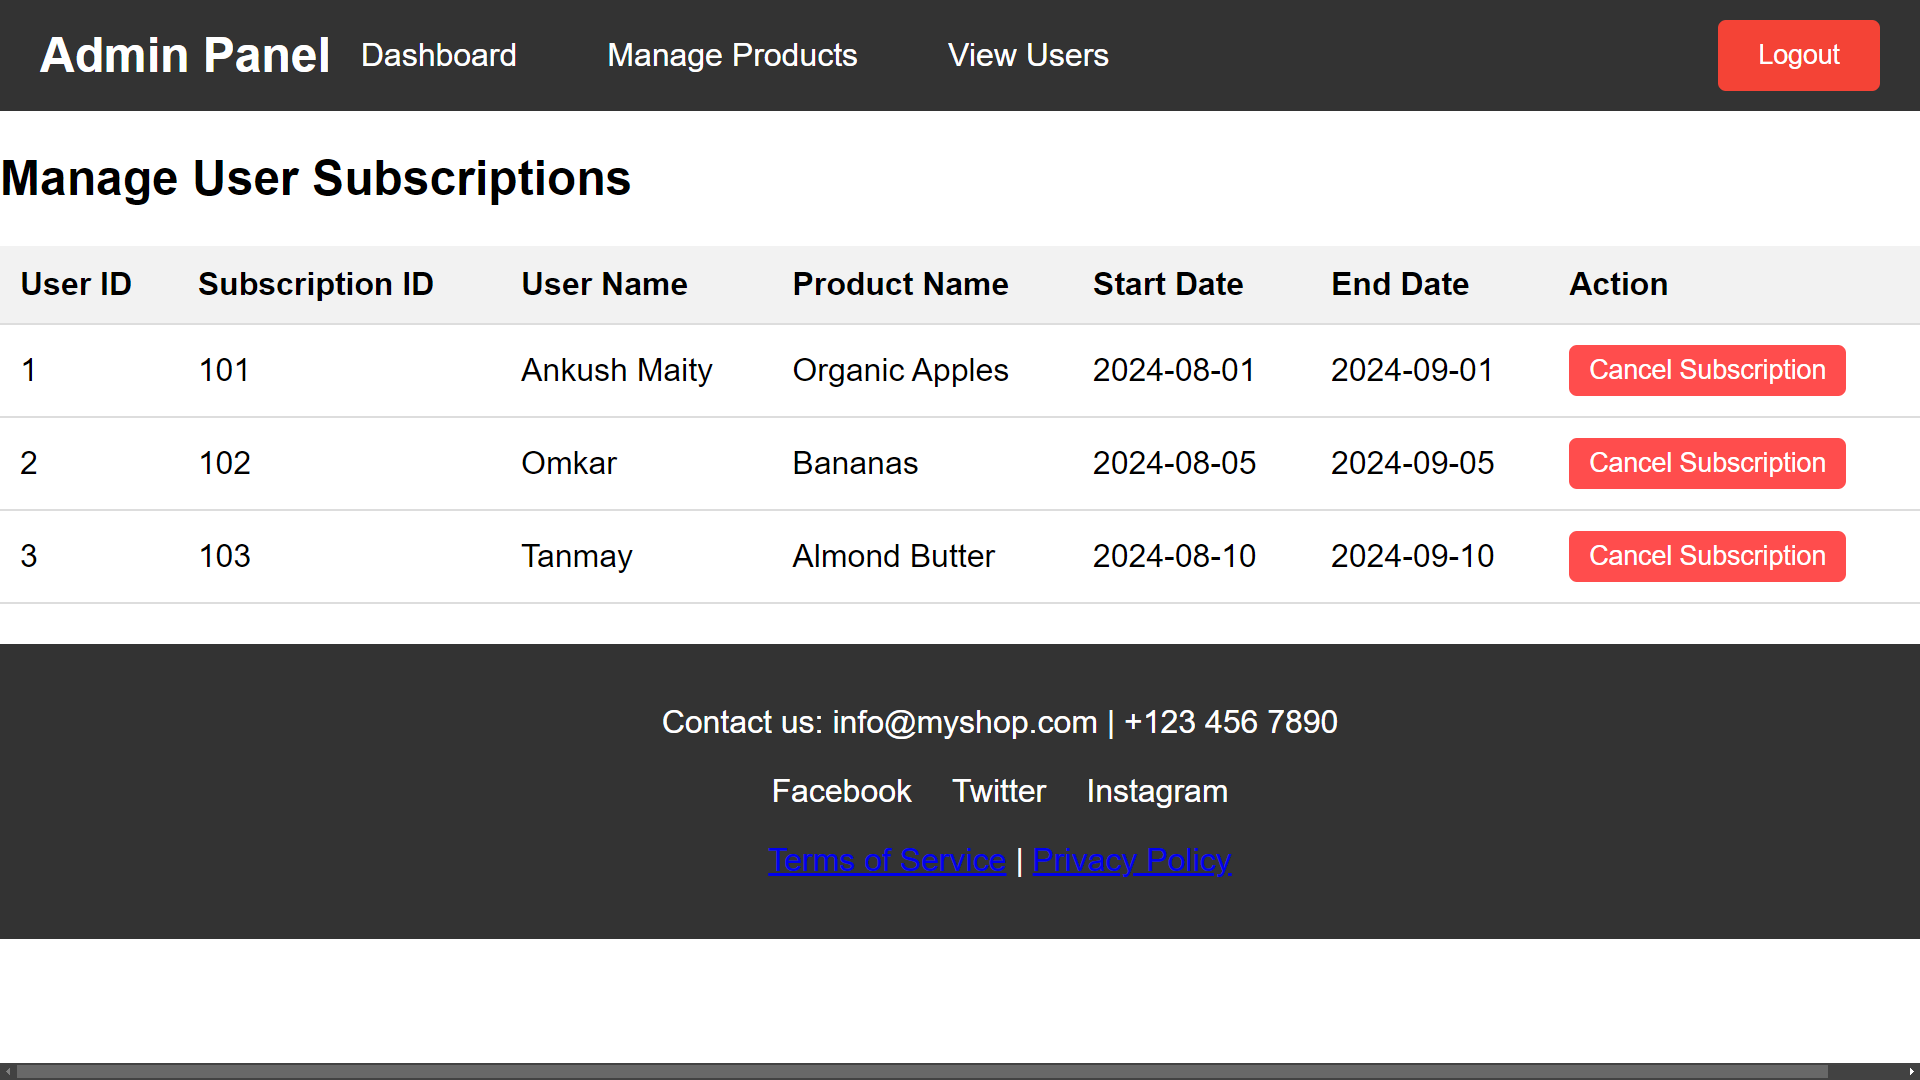 Admin Panel Dashboard Manage Products View Users Logout
Manage User Subscriptions
User ID Subscription ID User Name Product Name Start Date End Date Action
1 101 Ankush Maity Organic Apples 2024-08-01 2024-09-01 Cancel Subscription
2 102 Omkar Bananas 2024-08-05 2024-09-05 Cancel Subscription
3 103 Tanmay Almond Butter 2024-08-10 2024-09-10 Cancel Subscription
Contact us: info@myshop.com | +123 456 7890
Facebook Twitter Instagram
Terms of Service | Privacy Policy